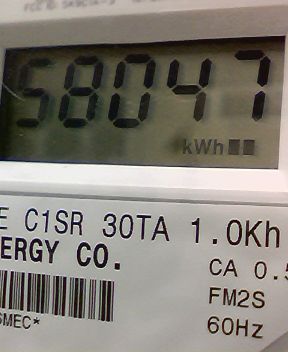 58047
kWh
E C1SR 30TA 1.0Kh
ERGY CO.
CA 0.5
FM2S
60Hz
SMEC*